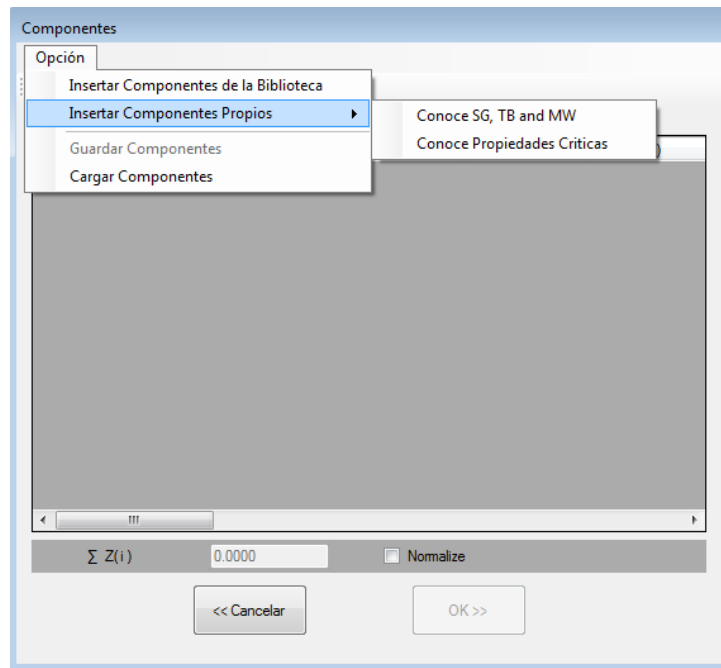 Componentes
Opción
Insertar Componentes de la Biblioteca
Insertar Componentes Propios
Conoce SG, TB and MW
Conoce Propiedades Criticas
Guardar Componentes
Cargar Componentes
)
∑ Z(i)
0.0000
Normalize
<< Cancelar
OK >>